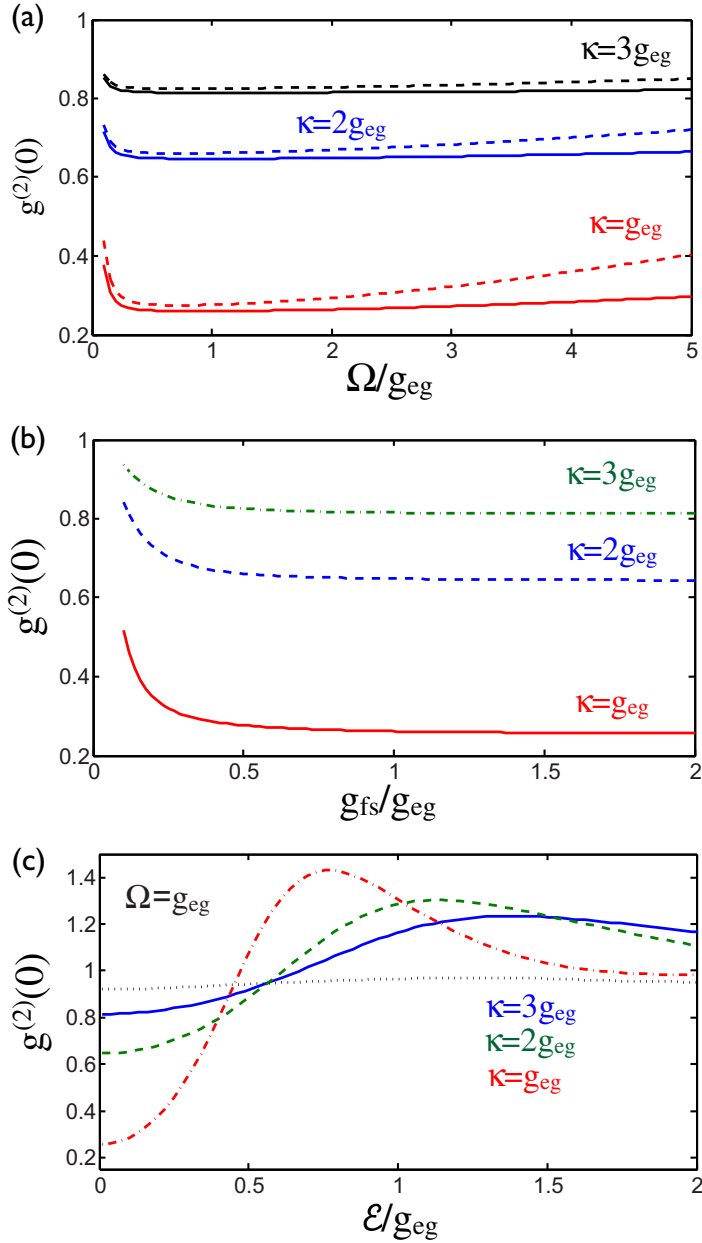 (a)
1
0.8
0.6
0.4
0.2
g⁽²⁾(0)
κ=3g_eg
κ=2g_eg
κ=g_eg
0 1 2 3 4 5
Ω/g_eg
(b)
1
0.8
0.6
0.4
0.2
g⁽²⁾(0)
κ=3g_eg
κ=2g_eg
κ=g_eg
0 0.5 1 1.5 2
g_fs/g_eg
(c)
1.4
1.2
1
0.8
0.6
0.4
0.2
g⁽²⁾(0)
Ω=g_eg
κ=3g_eg
κ=2g_eg
κ=g_eg
0 0.5 1 1.5 2
ℰ/g_eg